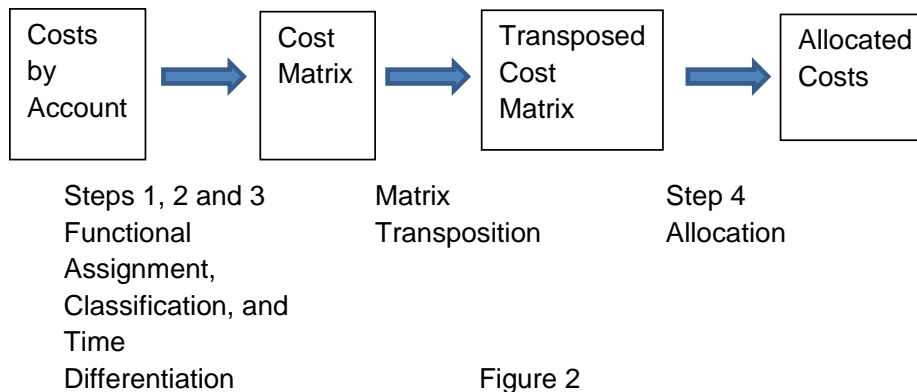 Costs
by
Account
Cost
Matrix
Transposed
Cost
Matrix
Allocated
Costs
Steps 1, 2 and 3
Functional
Assignment,
Classification, and
Time
Differentiation
Matrix
Transposition
Step 4
Allocation
Figure 2